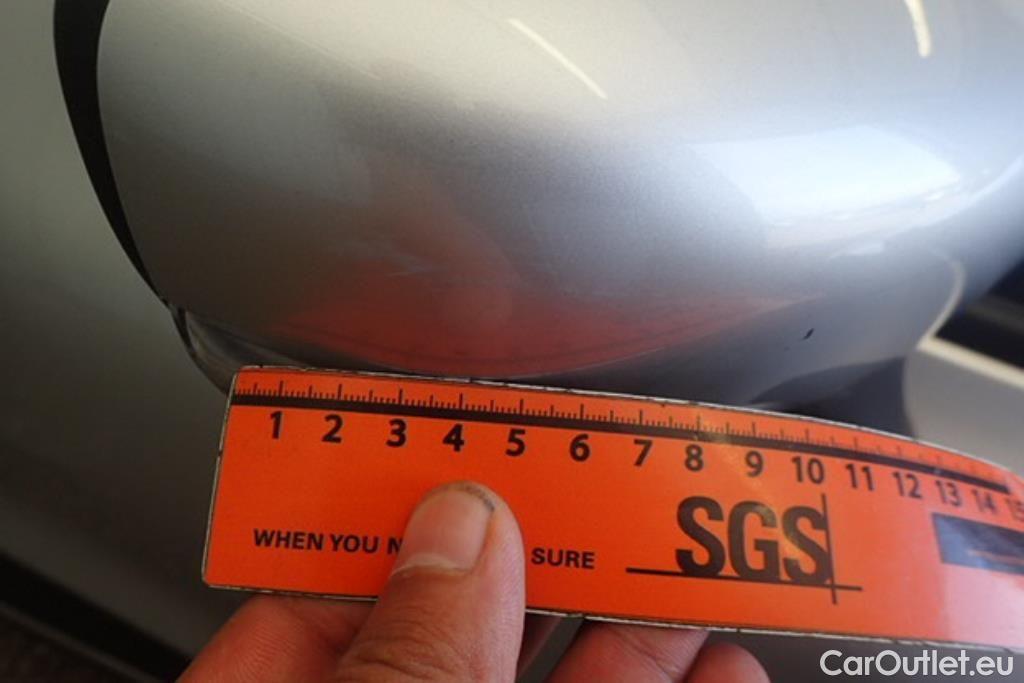 1 2 3 4 5 6 7 8 9 10 11 12 13 14 15
WHEN YOU N SURE
SGS
CarOutlet.eu